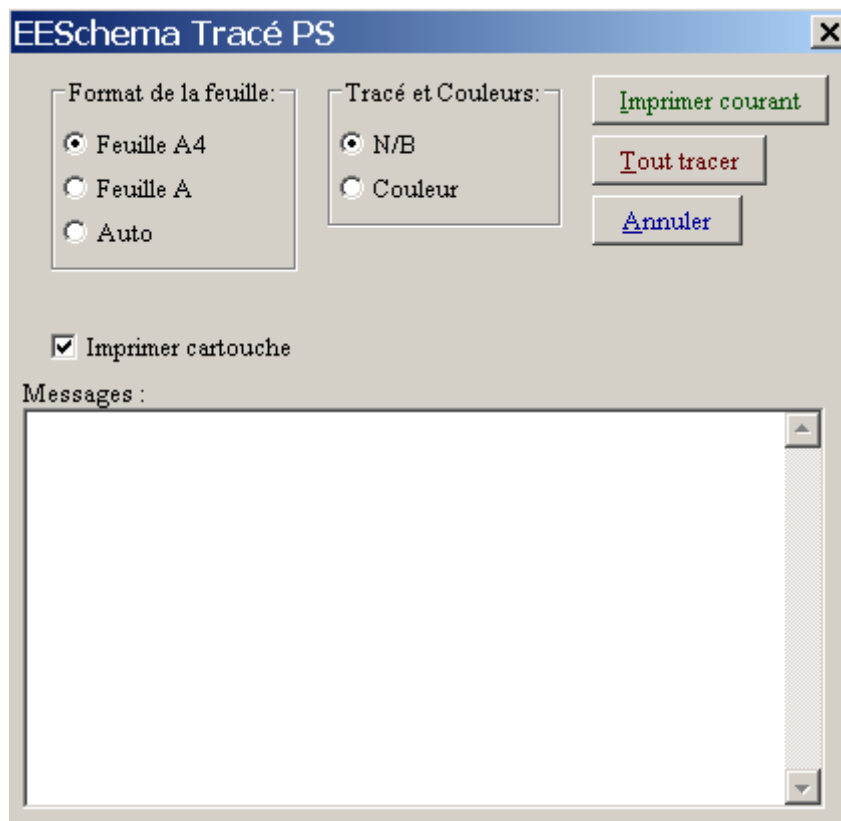 EESchema Tracé PS
Format de la feuille:
Feuille A4
Feuille A
Auto
Tracé et Couleurs:
N/B
Couleur
Imprimer courant
Tout tracer
Annuler
Imprimer cartouche
Messages :